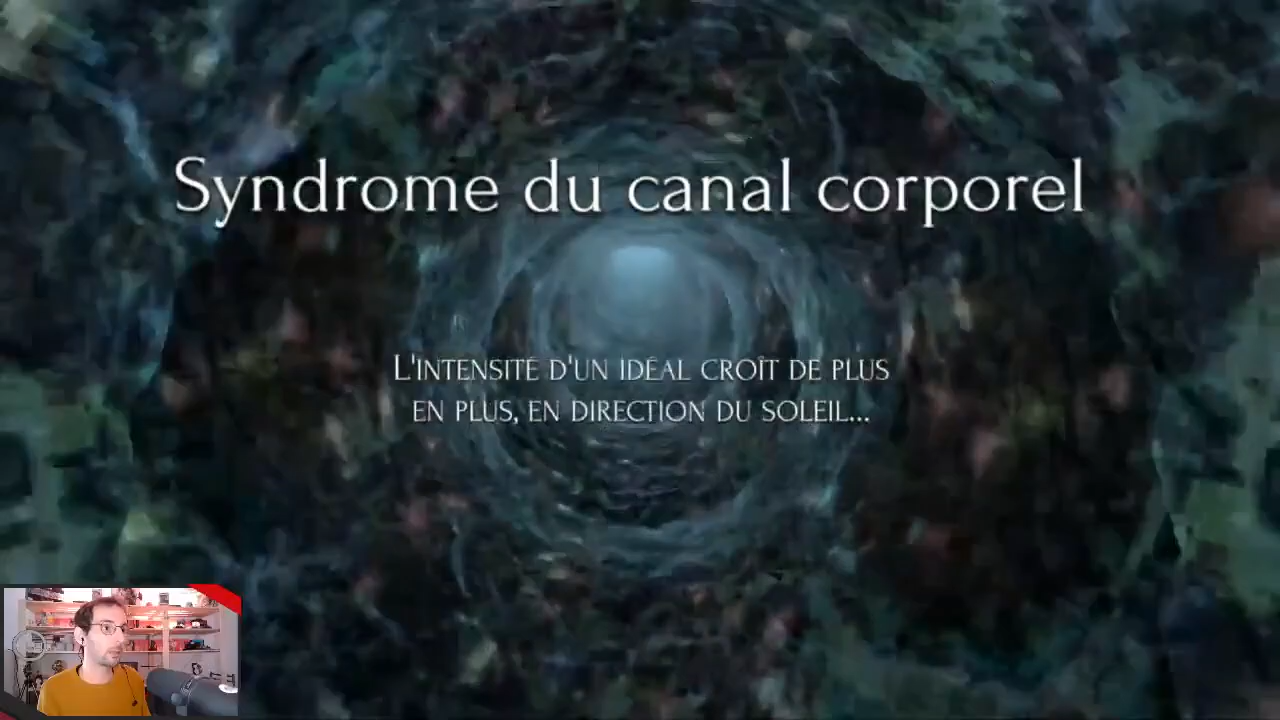 Syndrome du canal corporel
L'INTENSITÉ D'UN IDÉAL CROÎT DE PLUS
EN PLUS, EN DIRECTION DU SOLEIL...